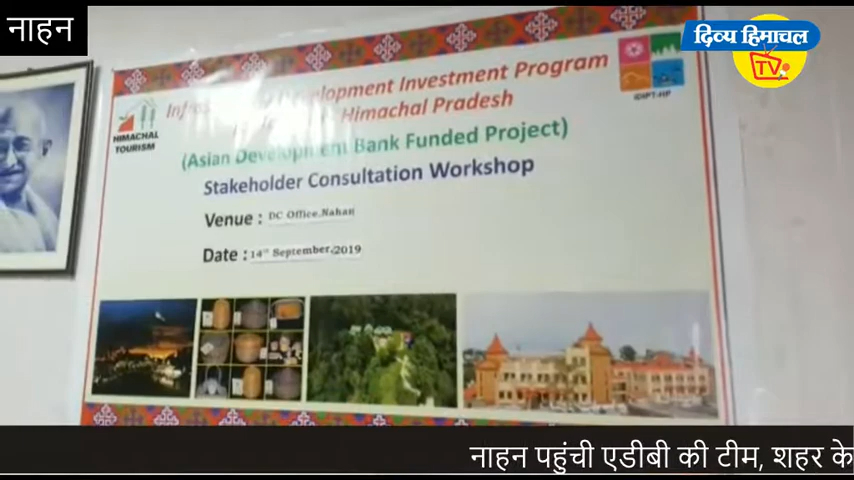 नाहन
दिव्य हिमाचल
TV
Development Investment Program
Himachal Pradesh
(Asian Development Bank Funded Project)
Stakeholder Consultation Workshop
Venue : DC Office,Nahan
Date : 14th September,2019
HIMACHAL
TOURISM
IDIPT-HP
नाहन पहुंची एडीबी की टीम, शहर के